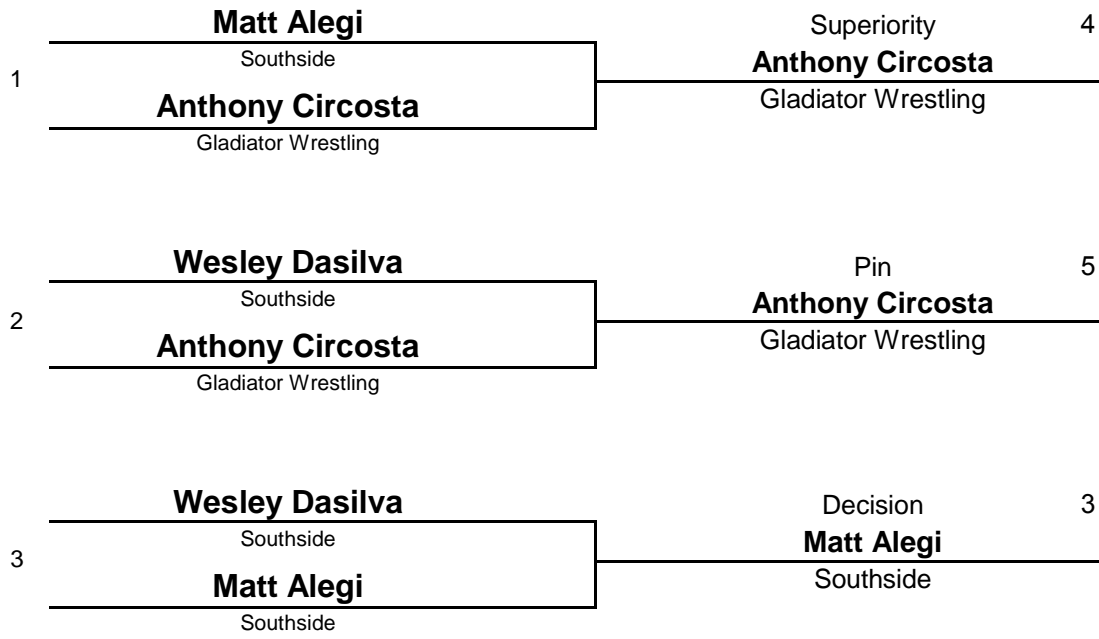 Matt Alegi
Southside
1
Anthony Circosta
Gladiator Wrestling
Superiority 4
Anthony Circosta
Gladiator Wrestling
Wesley Dasilva
Southside
2
Anthony Circosta
Gladiator Wrestling
Pin 5
Anthony Circosta
Gladiator Wrestling
Wesley Dasilva
Southside
3
Matt Alegi
Southside
Decision 3
Matt Alegi
Southside